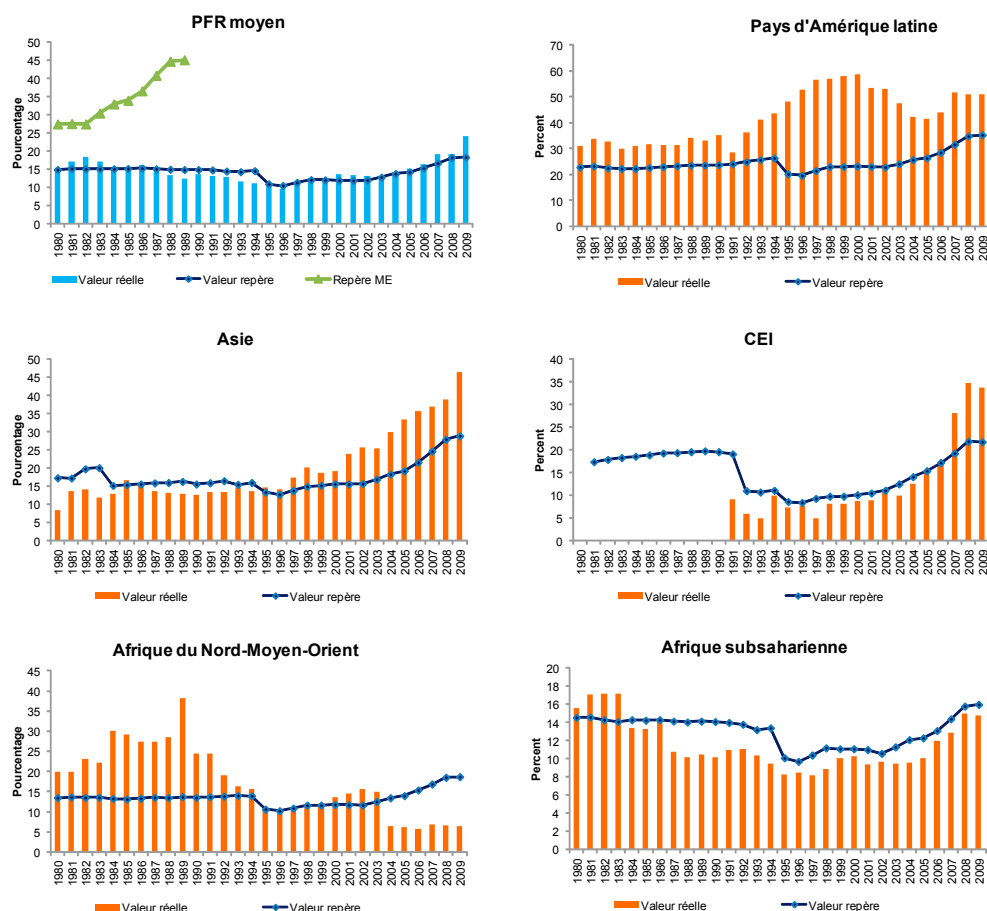 PFR moyen
Pourcentage
50
45
40
35
30
25
20
15
10
5
0
1980 1981 1982 1983 1984 1985 1986 1987 1988 1989 1990 1991 1992 1993 1994 1995 1996 1997 1998 1999 2000 2001 2002 2003 2004 2005 2006 2007 2008 2009
Valeur réelle Valeur repère Repère ME
Pays d'Amérique latine
Percent
70
60
50
40
30
20
10
0
1980 1981 1982 1983 1984 1985 1986 1987 1988 1989 1990 1991 1992 1993 1994 1995 1996 1997 1998 1999 2000 2001 2002 2003 2004 2005 2006 2007 2008 2009
Valeur réelle Valeur repère
Asie
Pourcentage
50
45
40
35
30
25
20
15
10
5
0
1980 1981 1982 1983 1984 1985 1986 1987 1988 1989 1990 1991 1992 1993 1994 1995 1996 1997 1998 1999 2000 2001 2002 2003 2004 2005 2006 2007 2008 2009
Valeur réelle Valeur repère
CEI
Percent
40
35
30
25
20
15
10
5
0
1980 1981 1982 1983 1984 1985 1986 1987 1988 1989 1990 1991 1992 1993 1994 1995 1996 1997 1998 1999 2000 2001 2002 2003 2004 2005 2006 2007 2008 2009
Valeur réelle Valeur repère
Afrique du Nord-Moyen-Orient
Pourcentage
45
40
35
30
25
20
15
10
5
0
1980 1981 1982 1983 1984 1985 1986 1987 1988 1989 1990 1991 1992 1993 1994 1995 1996 1997 1998 1999 2000 2001 2002 2003 2004 2005 2006 2007 2008 2009
Valeur réelle Valeur repère
Afrique subsaharienne
Percent
20
18
16
14
12
10
8
6
4
2
0
1980 1981 1982 1983 1984 1985 1986 1987 1988 1989 1990 1991 1992 1993 1994 1995 1996 1997 1998 1999 2000 2001 2002 2003 2004 2005 2006 2007 2008 2009
Valeur réelle Valeur repère